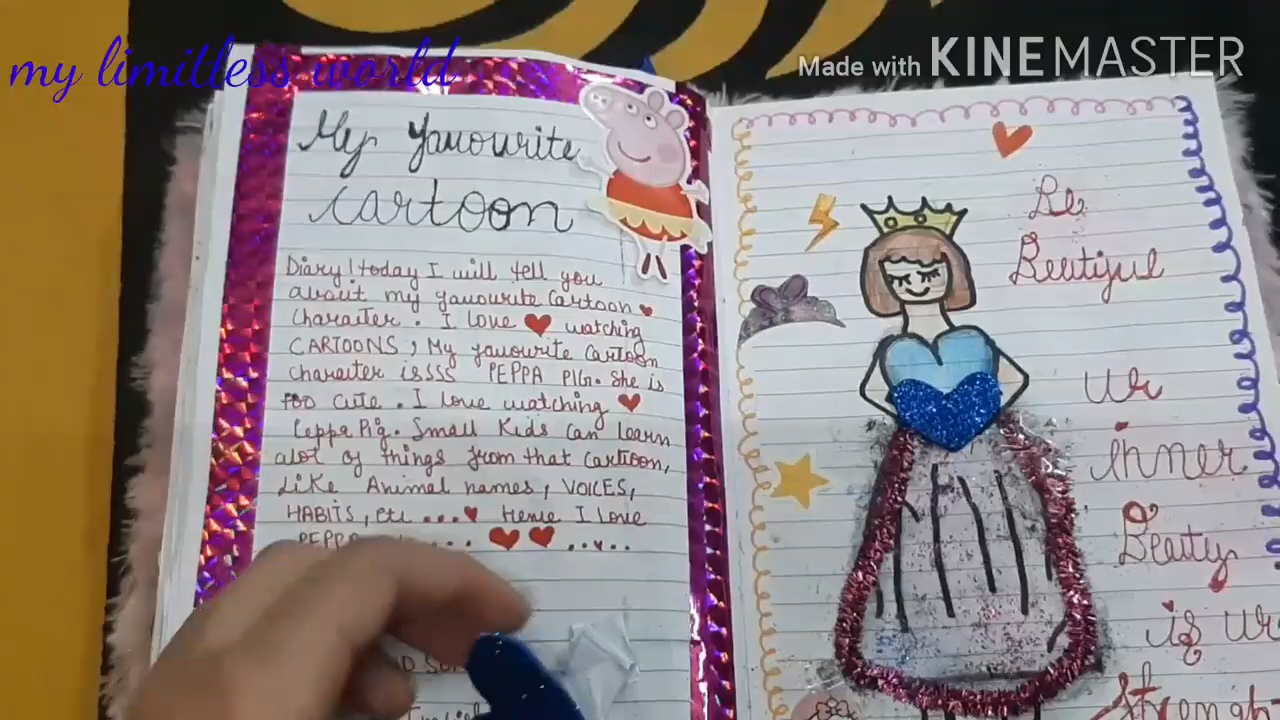 my limitless world
Made with KINEMASTER
My favourite
cartoon
Diary! today I will tell you
about my favourite Cartoon
character. I love watching
CARTOONS, My favourite cartoon
character isSSS PEPPA PIG. She is
too cute. I love watching
Peppa Pig. Small Kids can learn
alot of things from that cartoon,
Like Animal names, VOICES,
HABITS, etc .... Hence I love
PEPPA
Be
Beautiful
Ur
inner
Beauty
is Ur